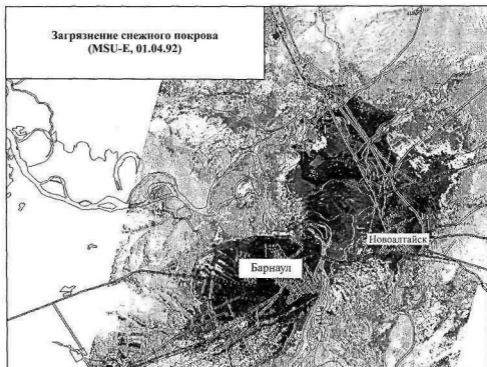 Загрязнение снежного покрова
(MSU-E, 01.04.92)
Новоалтайск
Барнаул